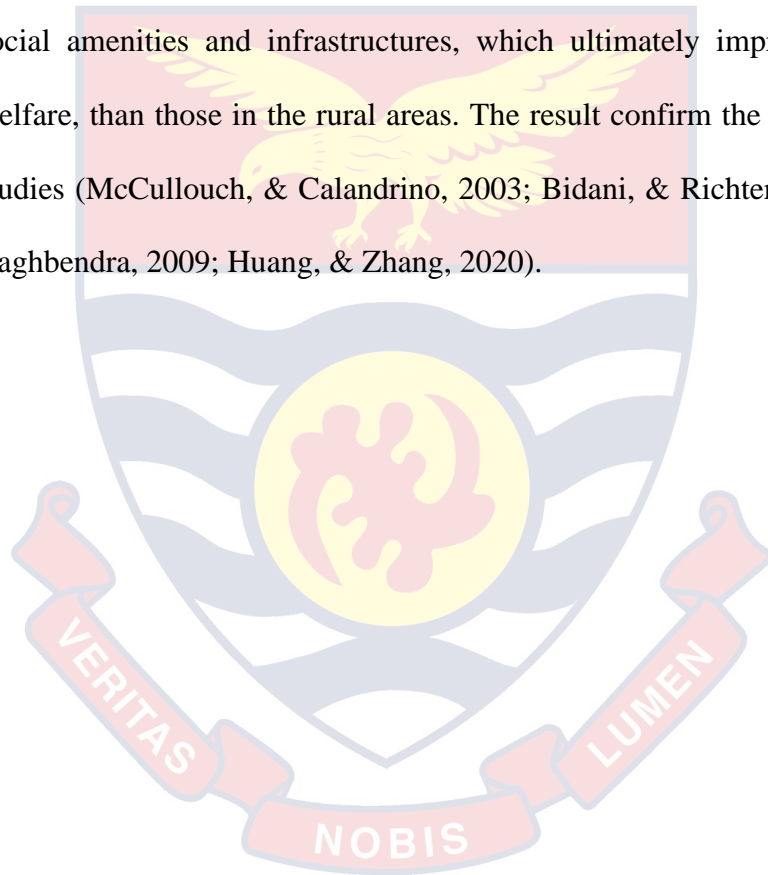 ocial amenities and infrastructures, which ultimately imp
elfare, than those in the rural areas. The result confirm the
udies (McCullouch, & Calandrino, 2003; Bidani, & Richter
aghbendra, 2009; Huang, & Zhang, 2020).
VERITAS
NOBIS
LUMEN